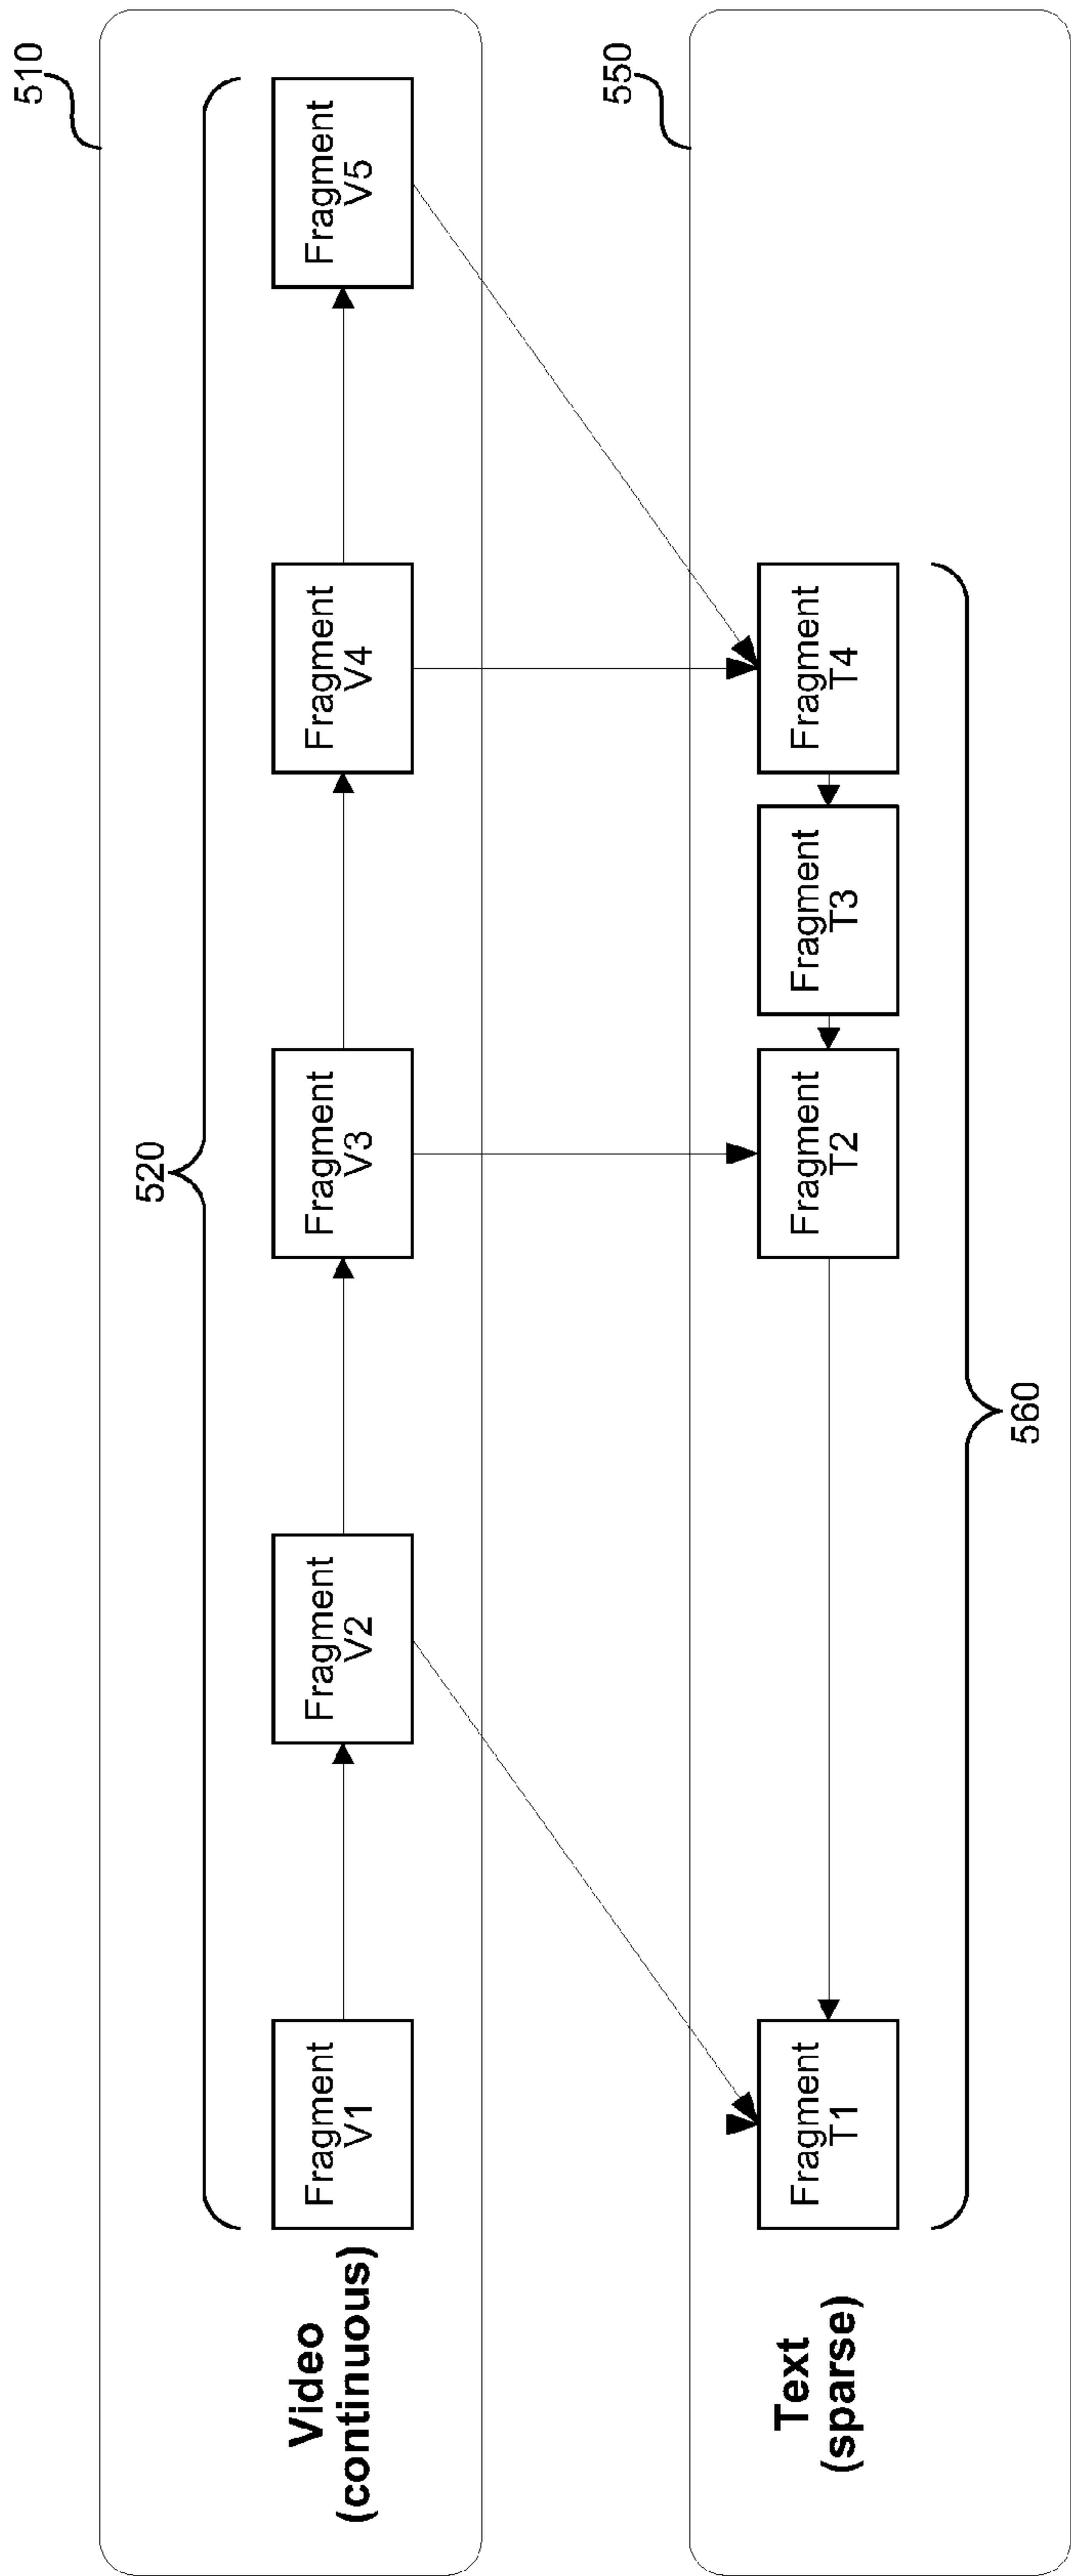 510
520
Video
(continuous)
Fragment
V1
Fragment
V2
Fragment
V3
Fragment
V4
Fragment
V5
550
Text
(sparse)
Fragment
T1
Fragment
T2
Fragment
T3
Fragment
T4
560